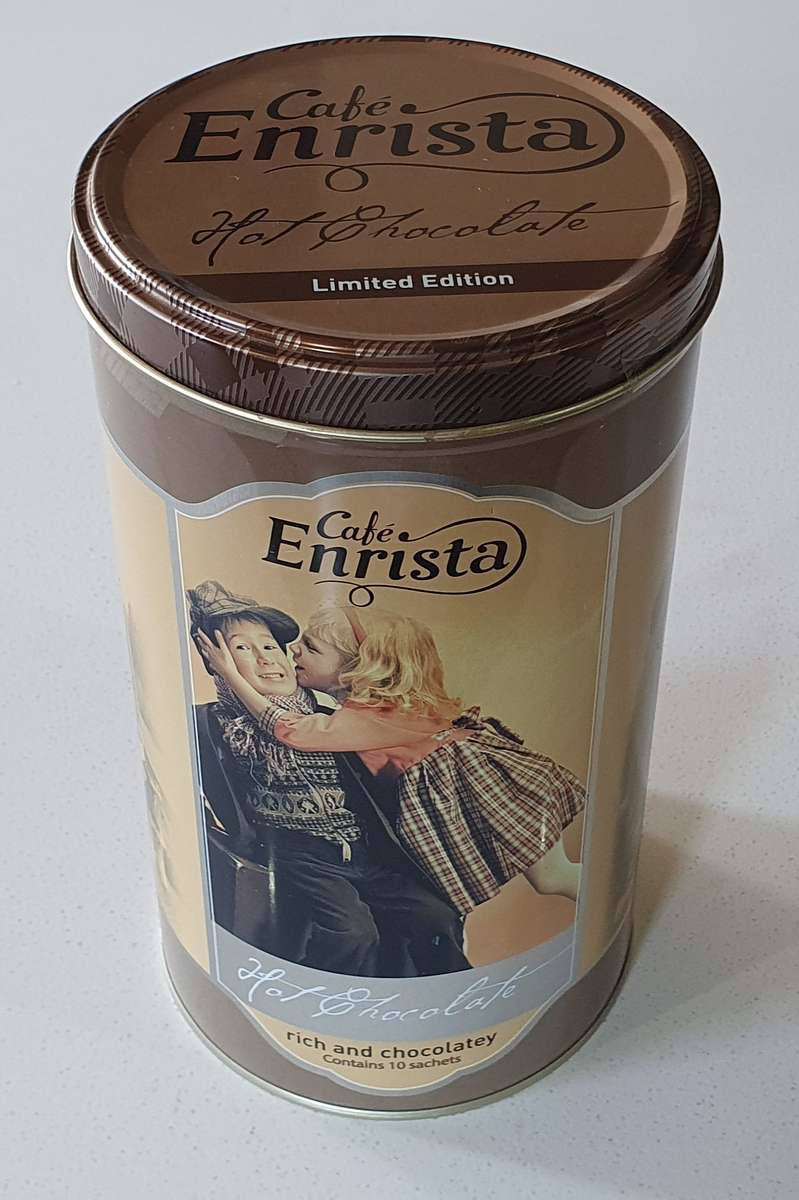 Café
Enrista
Hot Chocolate
Limited Edition
Café
Enrista
Hot Chocolate
rich and chocolatey
Contains 10 sachets